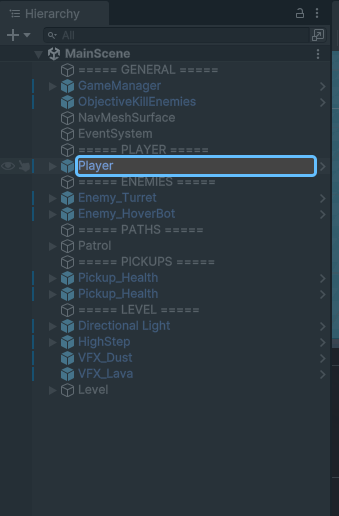 Hierarchy
All
MainScene
===== GENERAL =====
GameManager
ObjectiveKillEnemies
NavMeshSurface
EventSystem
===== PLAYER =====
Player
===== ENEMIES =====
Enemy_Turret
Enemy_HoverBot
===== PATHS =====
Patrol
===== PICKUPS =====
Pickup_Health
Pickup_Health
===== LEVEL =====
Directional Light
HighStep
VFX_Dust
VFX_Lava
Level